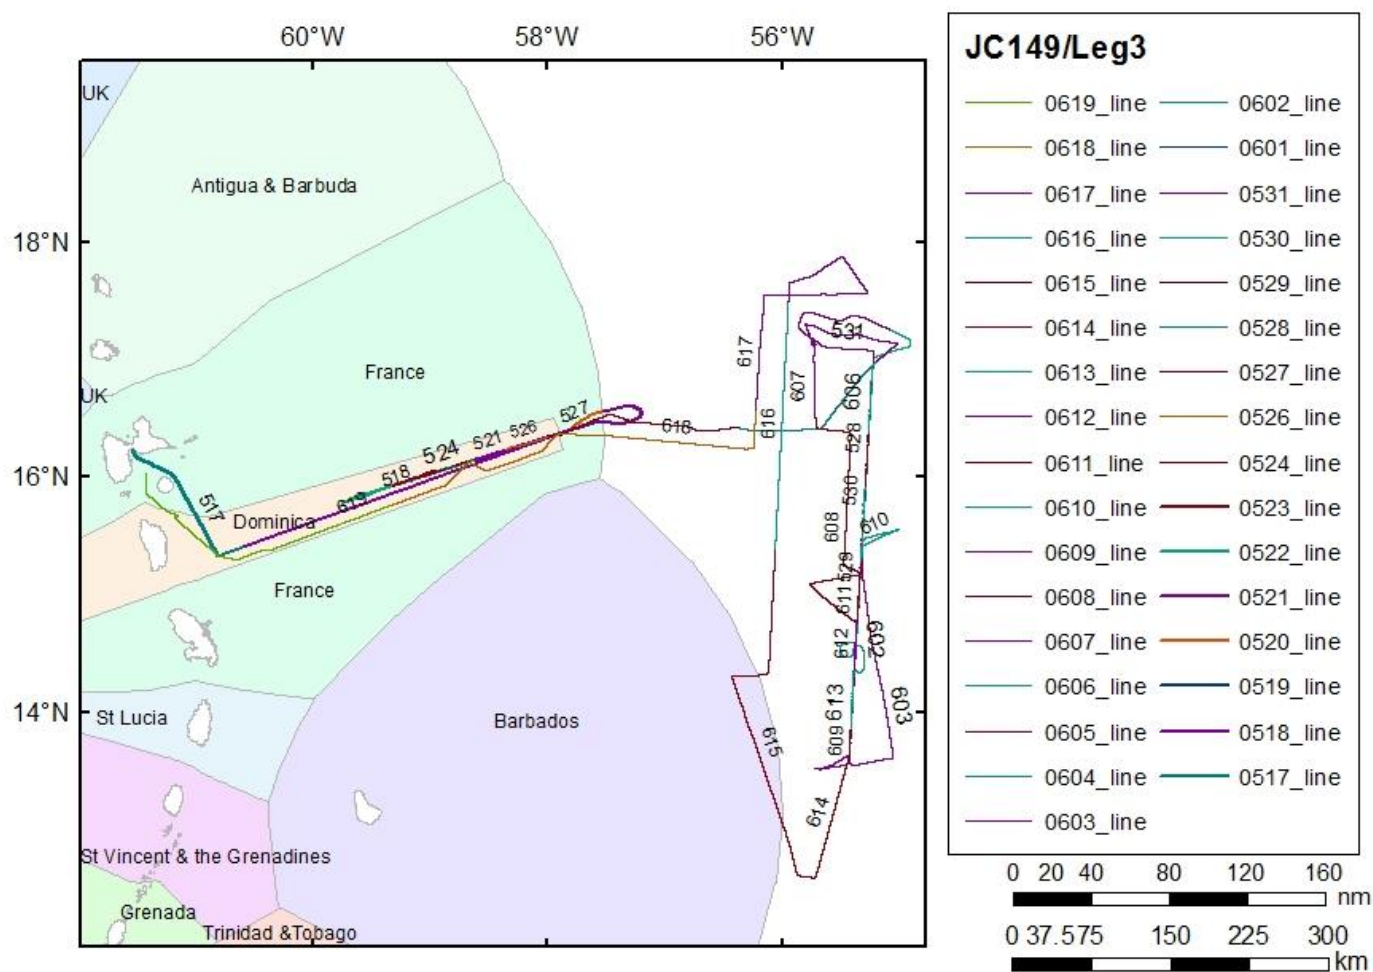 60°W 58°W 56°W
18°N
16°N
14°N
UK
Antigua & Barbuda
UK
France
Dominica
France
St Lucia
Barbados
St Vincent & the Grenadines
Grenada
Trinidad &Tobago
517
619
518
524
521
526
527
618
617
616
607
531
606
528
530
608
529
610
611
612
602
613
609
603
615
614
JC149/Leg3
0619_line 0602_line
0618_line 0601_line
0617_line 0531_line
0616_line 0530_line
0615_line 0529_line
0614_line 0528_line
0613_line 0527_line
0612_line 0526_line
0611_line 0524_line
0610_line 0523_line
0609_line 0522_line
0608_line 0521_line
0607_line 0520_line
0606_line 0519_line
0605_line 0518_line
0604_line 0517_line
0603_line
0 20 40 80 120 160
nm
0 37.575 150 225 300
km